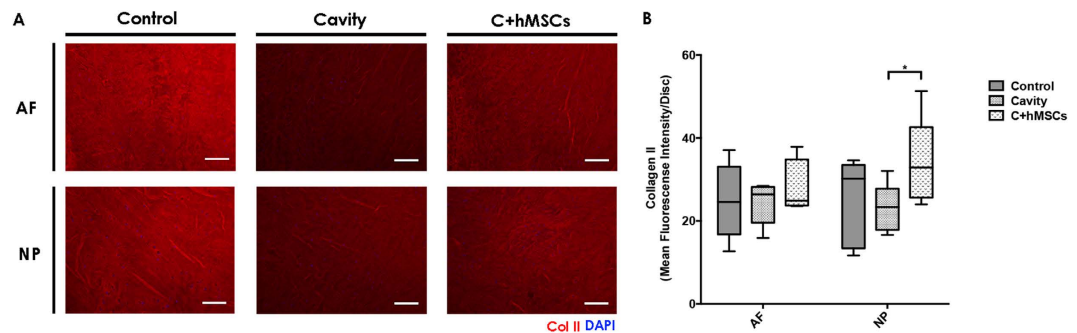 A
Control
Cavity
C+hMSCs
AF
NP
Col II DAPI
B
Collagen II
(Mean Fluorescense Intensity/Disc)
60
40
20
0
*
AF
NP
Control
Cavity
C+hMSCs